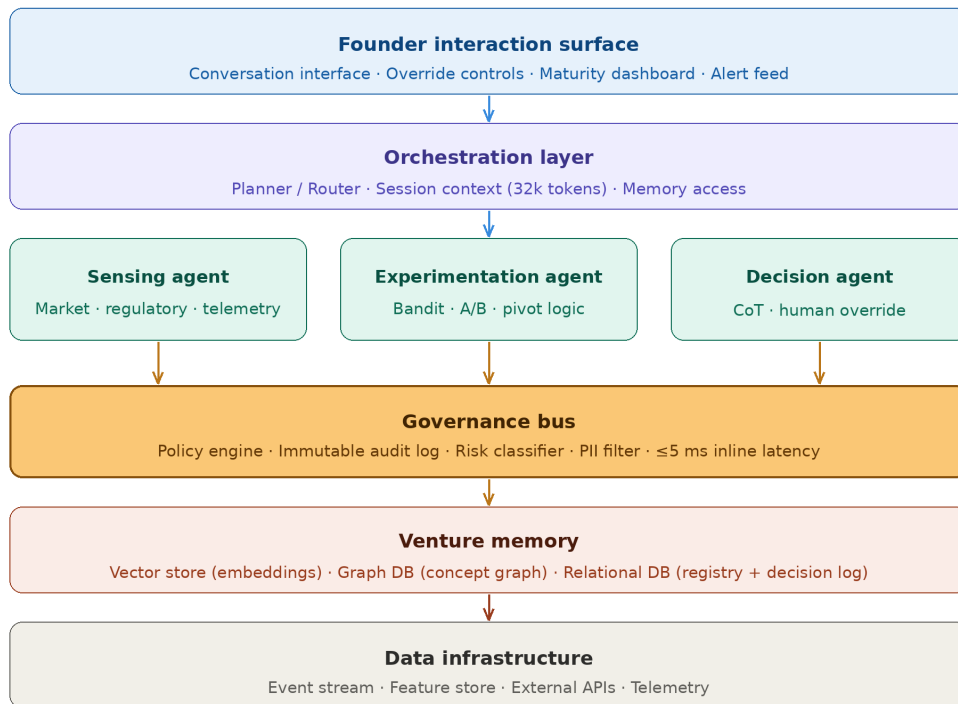 Founder interaction surface
Conversation interface · Override controls · Maturity dashboard · Alert feed
Orchestration layer
Planner / Router · Session context (32k tokens) · Memory access
Sensing agent
Market · regulatory · telemetry
Experimentation agent
Bandit · A/B · pivot logic
Decision agent
CoT · human override
Governance bus
Policy engine · Immutable audit log · Risk classifier · PII filter · ≤5 ms inline latency
Venture memory
Vector store (embeddings) · Graph DB (concept graph) · Relational DB (registry + decision log)
Data infrastructure
Event stream · Feature store · External APIs · Telemetry